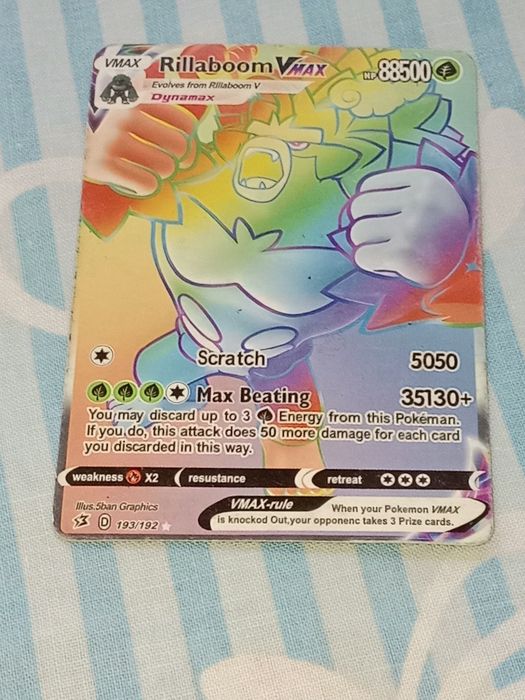 VMAX Rillaboom VMAX HP 88500
Evolves from Rillaboom V
Dynamax
Scratch 5050
Max Beating 35130+
You may discard up to 3 Energy from this Pokéman.
If you do, this attack does 50 more damage for each card
you discarded in this way.
weakness X2 resustance retreat
Illus.5ban Graphics VMAX-rule When your Pokemon VMAX
D 193/192 is knockod Out,your opponenc takes 3 Prize cards.